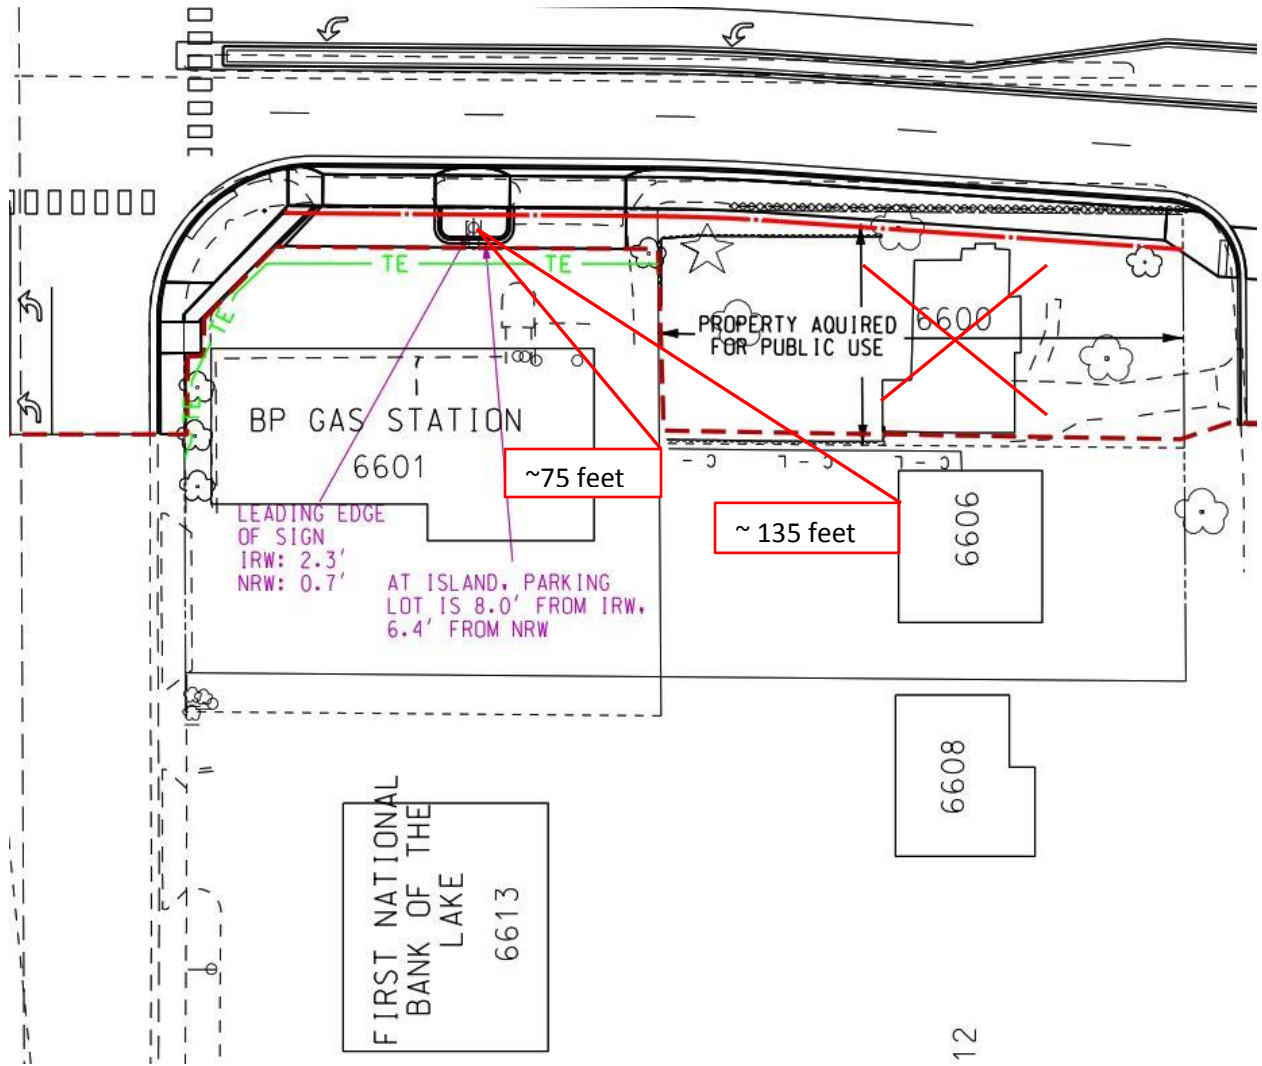 TE
TE
TE
TE
PROPERTY AQUIRED
FOR PUBLIC USE
6600
BP GAS STATION
6601
~75 feet
~ 135 feet
C - L
C - L
C -
LEADING EDGE
OF SIGN
IRW: 2.3'
NRW: 0.7'
AT ISLAND, PARKING
LOT IS 8.0' FROM IRW,
6.4' FROM NRW
6606
6608
FIRST NATIONAL
BANK OF THE
LAKE
6613
12